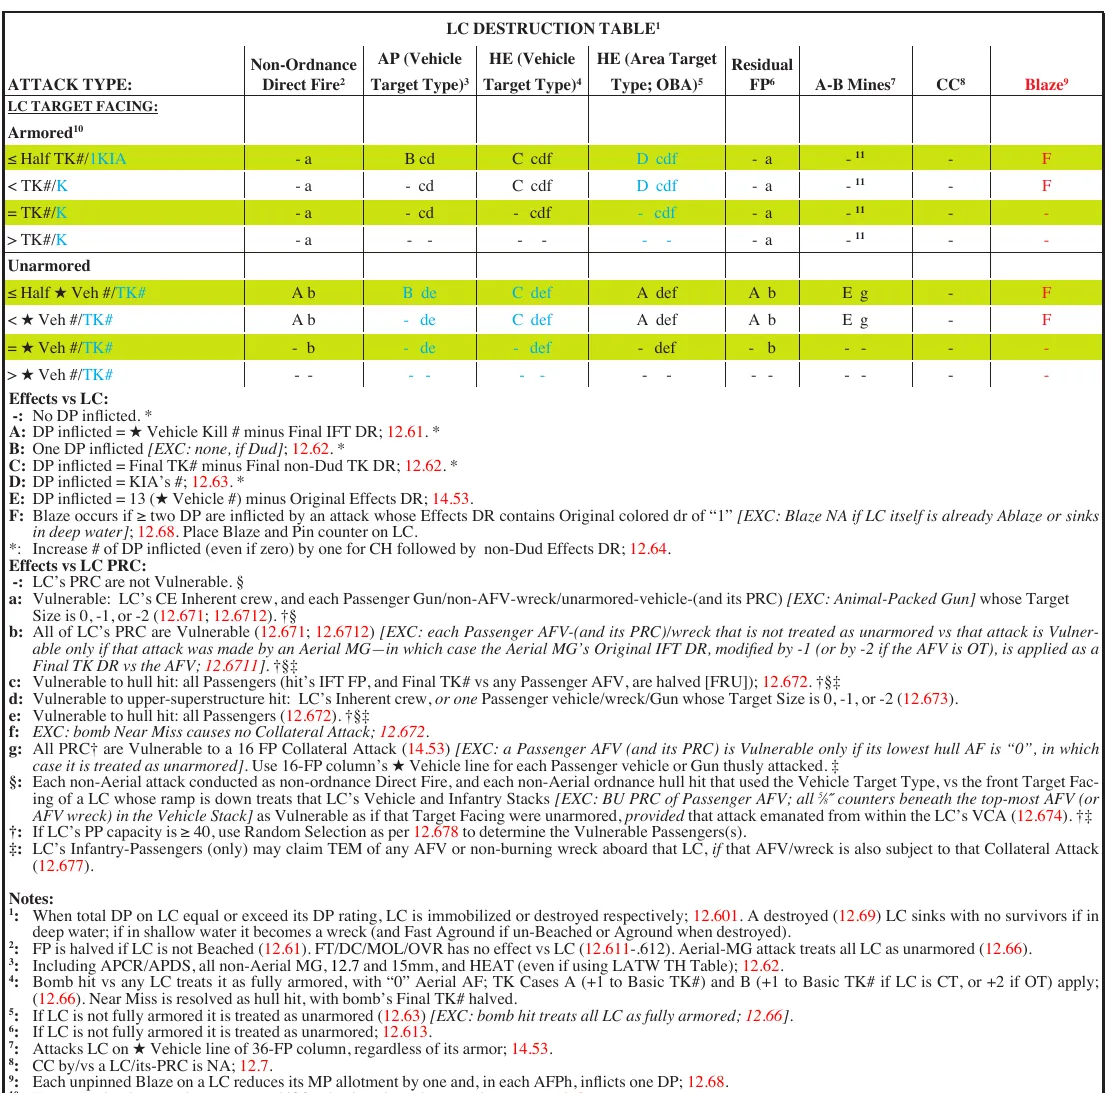 LC DESTRUCTION TABLE¹
ATTACK TYPE: Non-Ordnance Direct Fire² AP (Vehicle Target Type)³ HE (Vehicle Target Type)⁴ HE (Area Target Type; OBA)⁵ Residual FP⁶ A-B Mines⁷ CC⁸ Blaze⁹
LC TARGET FACING:
Armored¹⁰
≤ Half TK#/1KIA - a B cd C cdf D cdf - a - ¹¹ - F
< TK#/K - a - cd C cdf D cdf - a - ¹¹ - F
= TK#/K - a - cd - cdf - cdf - a - ¹¹ - -
> TK#/K - a - - - - - - - a - ¹¹ - -
Unarmored
≤ Half ★ Veh #/TK# A b B de C def A def A b E g - F
< ★ Veh #/TK# A b - de C def A def A b E g - F
= ★ Veh #/TK# - b - de - def - def - b - - - -
> ★ Veh #/TK# - - - - - - - - - - - - - -
Effects vs LC:
-: No DP inflicted. *
A: DP inflicted = ★ Vehicle Kill # minus Final IFT DR; 12.61. *
B: One DP inflicted [EXC: none, if Dud]; 12.62. *
C: DP inflicted = Final TK# minus Final non-Dud TK DR; 12.62. *
D: DP inflicted = KIA's #; 12.63. *
E: DP inflicted = 13 (★ Vehicle #) minus Original Effects DR; 14.53.
F: Blaze occurs if ≥ two DP are inflicted by an attack whose Effects DR contains Original colored dr of “1” [EXC: Blaze NA if LC itself is already Ablaze or sinks
in deep water]; 12.68. Place Blaze and Pin counter on LC.
*: Increase # of DP inflicted (even if zero) by one for CH followed by non-Dud Effects DR; 12.64.
Effects vs LC PRC:
-: LC's PRC are not Vulnerable. §
a: Vulnerable: LC's CE Inherent crew, and each Passenger Gun/non-AFV-wreck/unarmored-vehicle-(and its PRC) [EXC: Animal-Packed Gun] whose Target
Size is 0, -1, or -2 (12.671; 12.6712). †§
b: All of LC's PRC are Vulnerable (12.671; 12.6712) [EXC: each Passenger AFV-(and its PRC)/wreck that is not treated as unarmored vs that attack is Vulner-
able only if that attack was made by an Aerial MG—in which case the Aerial MG's Original IFT DR, modified by -1 (or by -2 if the AFV is OT), is applied as a
Final TK DR vs the AFV; 12.6711]. †§‡
c: Vulnerable to hull hit: all Passengers (hit's IFT FP, and Final TK# vs any Passenger AFV, are halved [FRU]); 12.672. †§‡
d: Vulnerable to upper-superstructure hit: LC's Inherent crew, or one Passenger vehicle/wreck/Gun whose Target Size is 0, -1, or -2 (12.673).
e: Vulnerable to hull hit: all Passengers (12.672). †§‡
f: EXC: bomb Near Miss causes no Collateral Attack; 12.672.
g: All PRC† are Vulnerable to a 16 FP Collateral Attack (14.53) [EXC: a Passenger AFV (and its PRC) is Vulnerable only if its lowest hull AF is “0”, in which
case it is treated as unarmored]. Use 16-FP column's ★ Vehicle line for each Passenger vehicle or Gun thusly attacked. ‡
§: Each non-Aerial attack conducted as non-ordnance Direct Fire, and each non-Aerial ordnance hull hit that used the Vehicle Target Type, vs the front Target Fac-
ing of a LC whose ramp is down treats that LC's Vehicle and Infantry Stacks [EXC: BU PRC of Passenger AFV; all ⅝˝ counters beneath the top-most AFV (or
AFV wreck) in the Vehicle Stack] as Vulnerable as if that Target Facing were unarmored, provided that attack emanated from within the LC's VCA (12.674). †‡
†: If LC's PP capacity is ≥ 40, use Random Selection as per 12.678 to determine the Vulnerable Passengers(s).
‡: LC's Infantry-Passengers (only) may claim TEM of any AFV or non-burning wreck aboard that LC, if that AFV/wreck is also subject to that Collateral Attack
(12.677).
Notes:
¹: When total DP on LC equal or exceed its DP rating, LC is immobilized or destroyed respectively; 12.601. A destroyed (12.69) LC sinks with no survivors if in
deep water; if in shallow water it becomes a wreck (and Fast Aground if un-Beached or Aground when destroyed).
²: FP is halved if LC is not Beached (12.61). FT/DC/MOL/OVR has no effect vs LC (12.611-.612). Aerial-MG attack treats all LC as unarmored (12.66).
³: Including APCR/APDS, all non-Aerial MG, 12.7 and 15mm, and HEAT (even if using LATW TH Table); 12.62.
⁴: Bomb hit vs any LC treats it as fully armored, with “0” Aerial AF; TK Cases A (+1 to Basic TK#) and B (+1 to Basic TK# if LC is CT, or +2 if OT) apply;
(12.66). Near Miss is resolved as hull hit, with bomb's Final TK# halved.
⁵: If LC is not fully armored it is treated as unarmored (12.63) [EXC: bomb hit treats all LC as fully armored; 12.66].
⁶: If LC is not fully armored it is treated as unarmored; 12.613.
⁷: Attacks LC on ★ Vehicle line of 36-FP column, regardless of its armor; 14.53.
⁸: CC by/vs a LC/its-PRC is NA; 12.7.
⁹: Each unpinned Blaze on a LC reduces its MP allotment by one and, in each AFPh, inflicts one DP; 12.68.